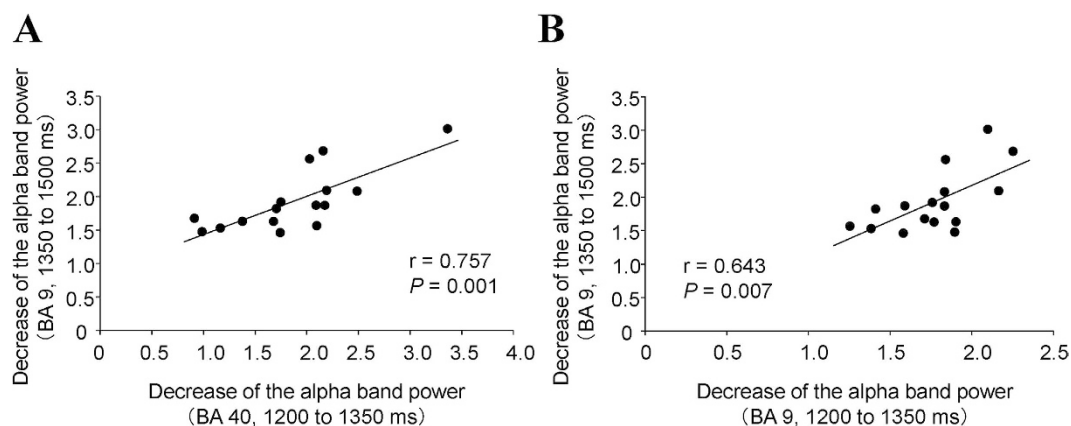 A
Decrease of the alpha band power
(BA 9, 1350 to 1500 ms)
3.5
3.0
2.5
2.0
1.5
1.0
0.5
0
0
0.5
1.0
1.5
2.0
2.5
3.0
3.5
4.0
r = 0.757
P = 0.001
Decrease of the alpha band power
(BA 40, 1200 to 1350 ms)
B
Decrease of the alpha band power
(BA 9, 1350 to 1500 ms)
3.5
3.0
2.5
2.0
1.5
1.0
0.5
0
0
0.5
1.0
1.5
2.0
2.5
r = 0.643
P = 0.007
Decrease of the alpha band power
(BA 9, 1200 to 1350 ms)